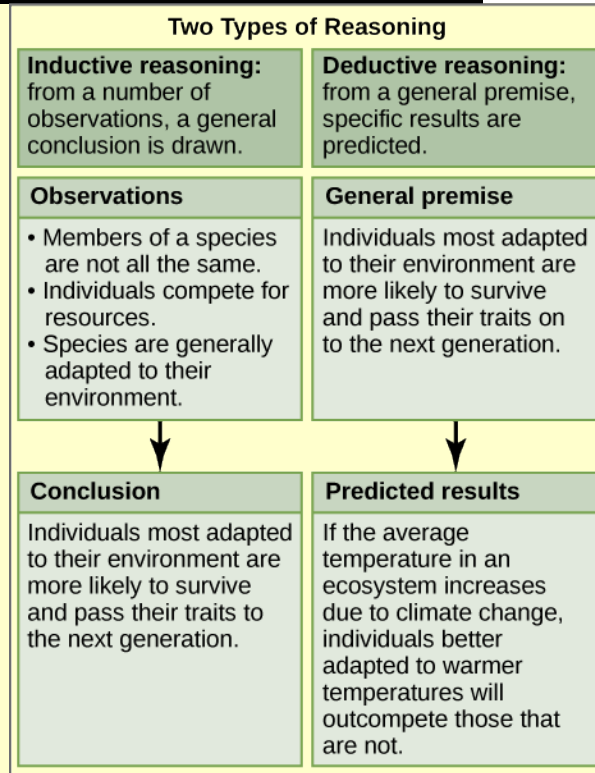 Two Types of Reasoning
Inductive reasoning:
from a number of
observations, a general
conclusion is drawn.
Deductive reasoning:
from a general premise,
specific results are
predicted.
Observations
• Members of a species
are not all the same.
• Individuals compete for
resources.
• Species are generally
adapted to their
environment.
General premise
Individuals most adapted
to their environment are
more likely to survive
and pass their traits on
to the next generation.
Conclusion
Individuals most adapted
to their environment are
more likely to survive
and pass their traits to
the next generation.
Predicted results
If the average
temperature in an
ecosystem increases
due to climate change,
individuals better
adapted to warmer
temperatures will
outcompete those that
are not.